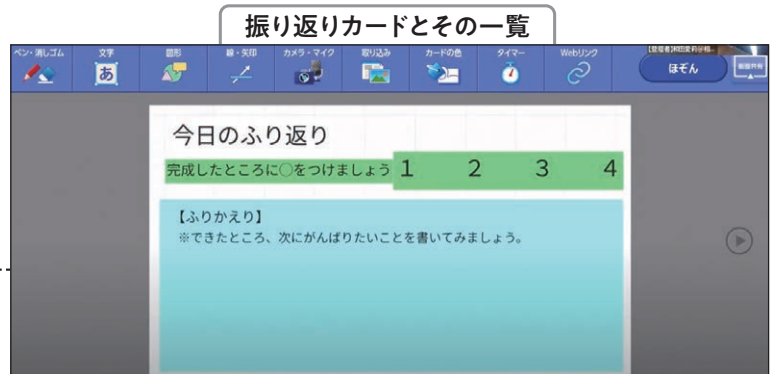 振り返りカードとその一覧
ペン・消しゴム
文字
図形
線・矢印
カメラ・マイク
取り込み
カードの色
タイマー
Webリンク
あ
ほぞん
画面共有
今日のふり返り
完成したところに○をつけましょう 1 2 3 4
【ふりかえり】
※できたところ、次にがんばりたいことを書いてみましょう。